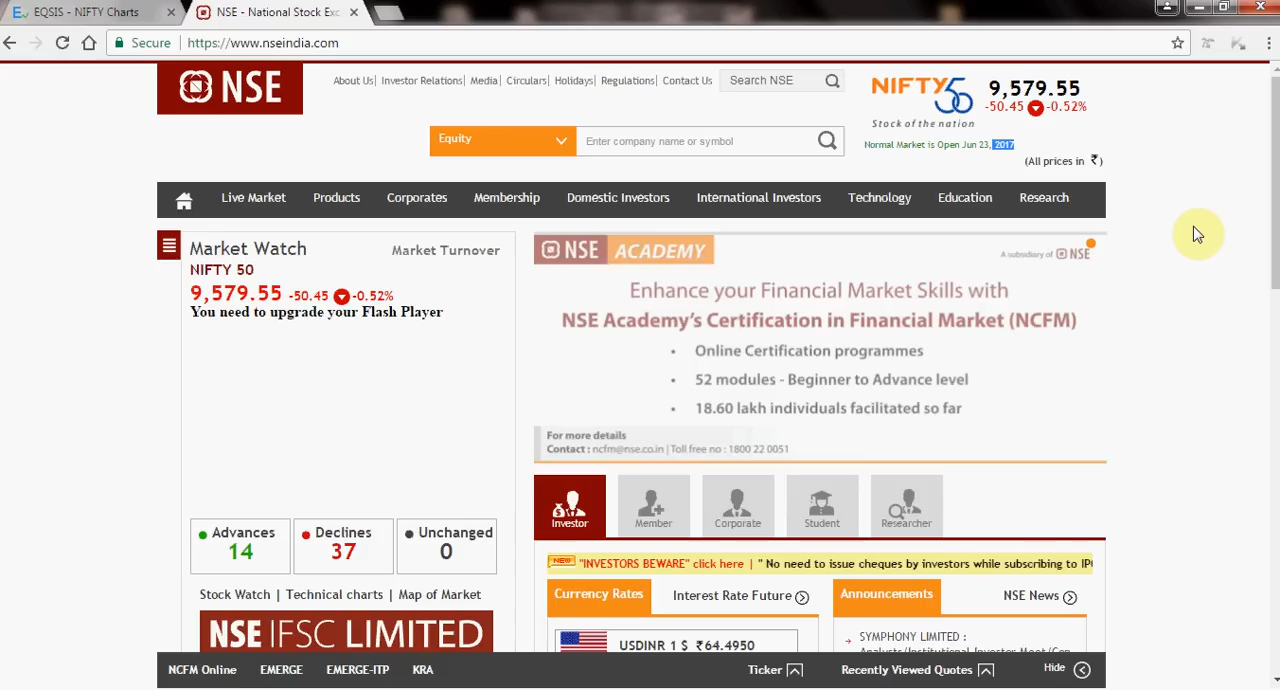 EQSIS - NIFTY Charts
NSE - National Stock Exc
Secure
https://www.nseindia.com
NSE
About Us| Investor Relations| Media| Circulars| Holidays| Regulations| Contact Us
Search NSE
NIFTY 50
Stock of the nation
9,579.55
-50.45 -0.52%
Equity
Enter company name or symbol
Normal Market is Open Jun 23, 2017
(All prices in ₹)
Live Market Products Corporates Membership Domestic Investors International Investors Technology Education Research
Market Watch
Market Turnover
NIFTY 50
9,579.55 -50.45 -0.52%
You need to upgrade your Flash Player
NSE ACADEMY
A subsidiary of NSE
Enhance your Financial Market Skills with
NSE Academy's Certification in Financial Market (NCFM)
• Online Certification programmes
• 52 modules - Beginner to Advance level
• 18.60 lakh individuals facilitated so far
For more details
Contact : ncfm@nse.co.in | Toll free no : 1800 22 0051
Investor Member Corporate Student Researcher
Advances
14
Declines
37
Unchanged
0
Stock Watch | Technical charts | Map of Market
NSE IFSC LIMITED
NEW "INVESTORS BEWARE" click here | " No need to issue cheques by investors while subscribing to IP
Currency Rates
Interest Rate Future
Announcements
NSE News
USDINR 1 $ ₹64.4950
SYMPHONY LIMITED :
Analysts/Institutional Investor Meet/Con
NCFM Online EMERGE EMERGE-ITP KRA
Ticker
Recently Viewed Quotes
Hide